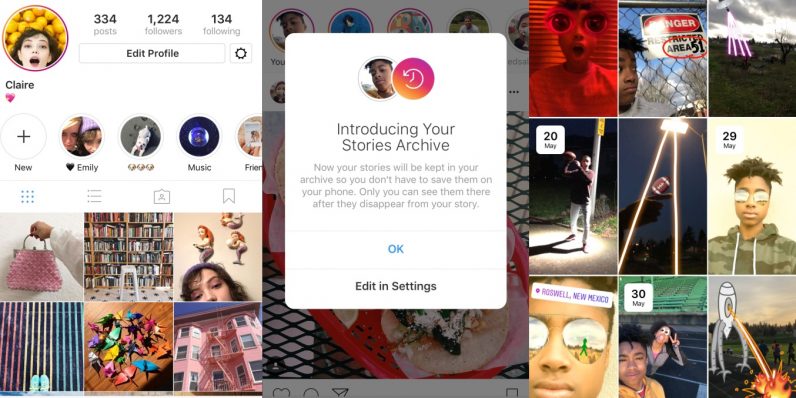 334
1,224
134
posts
followers
following
Edit Profile
Claire
New
🖤 Emily
🐶🐶🐶
Music
Introducing Your
Stories Archive
Now your stories will be kept in your
archive so you don't have to save them on
your phone. Only you can see them there
after they disappear from your story.
OK
Edit in Settings
DANGER
RESTRICTED
AREA 51
20
May
29
May
ROSWELL, NEW MEXICO
30
May